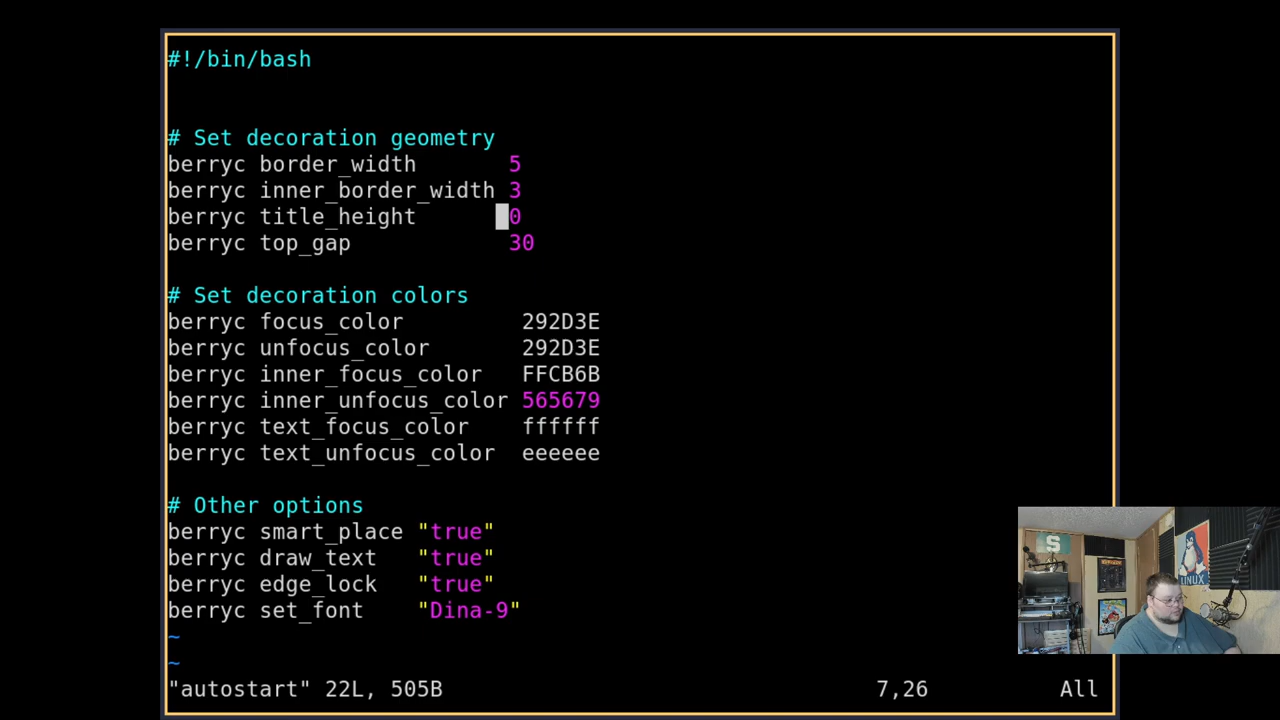 #!/bin/bash
# Set decoration geometry
berryc border_width 5
berryc inner_border_width 3
berryc title_height 0
berryc top_gap 30
# Set decoration colors
berryc focus_color 292D3E
berryc unfocus_color 292D3E
berryc inner_focus_color FFCB6B
berryc inner_unfocus_color 565679
berryc text_focus_color ffffff
berryc text_unfocus_color eeeeee
# Other options
berryc smart_place "true"
berryc draw_text "true"
berryc edge_lock "true"
berryc set_font "Dina-9"
~
~
"autostart" 22L, 505B 7,26 All
S
LINUX